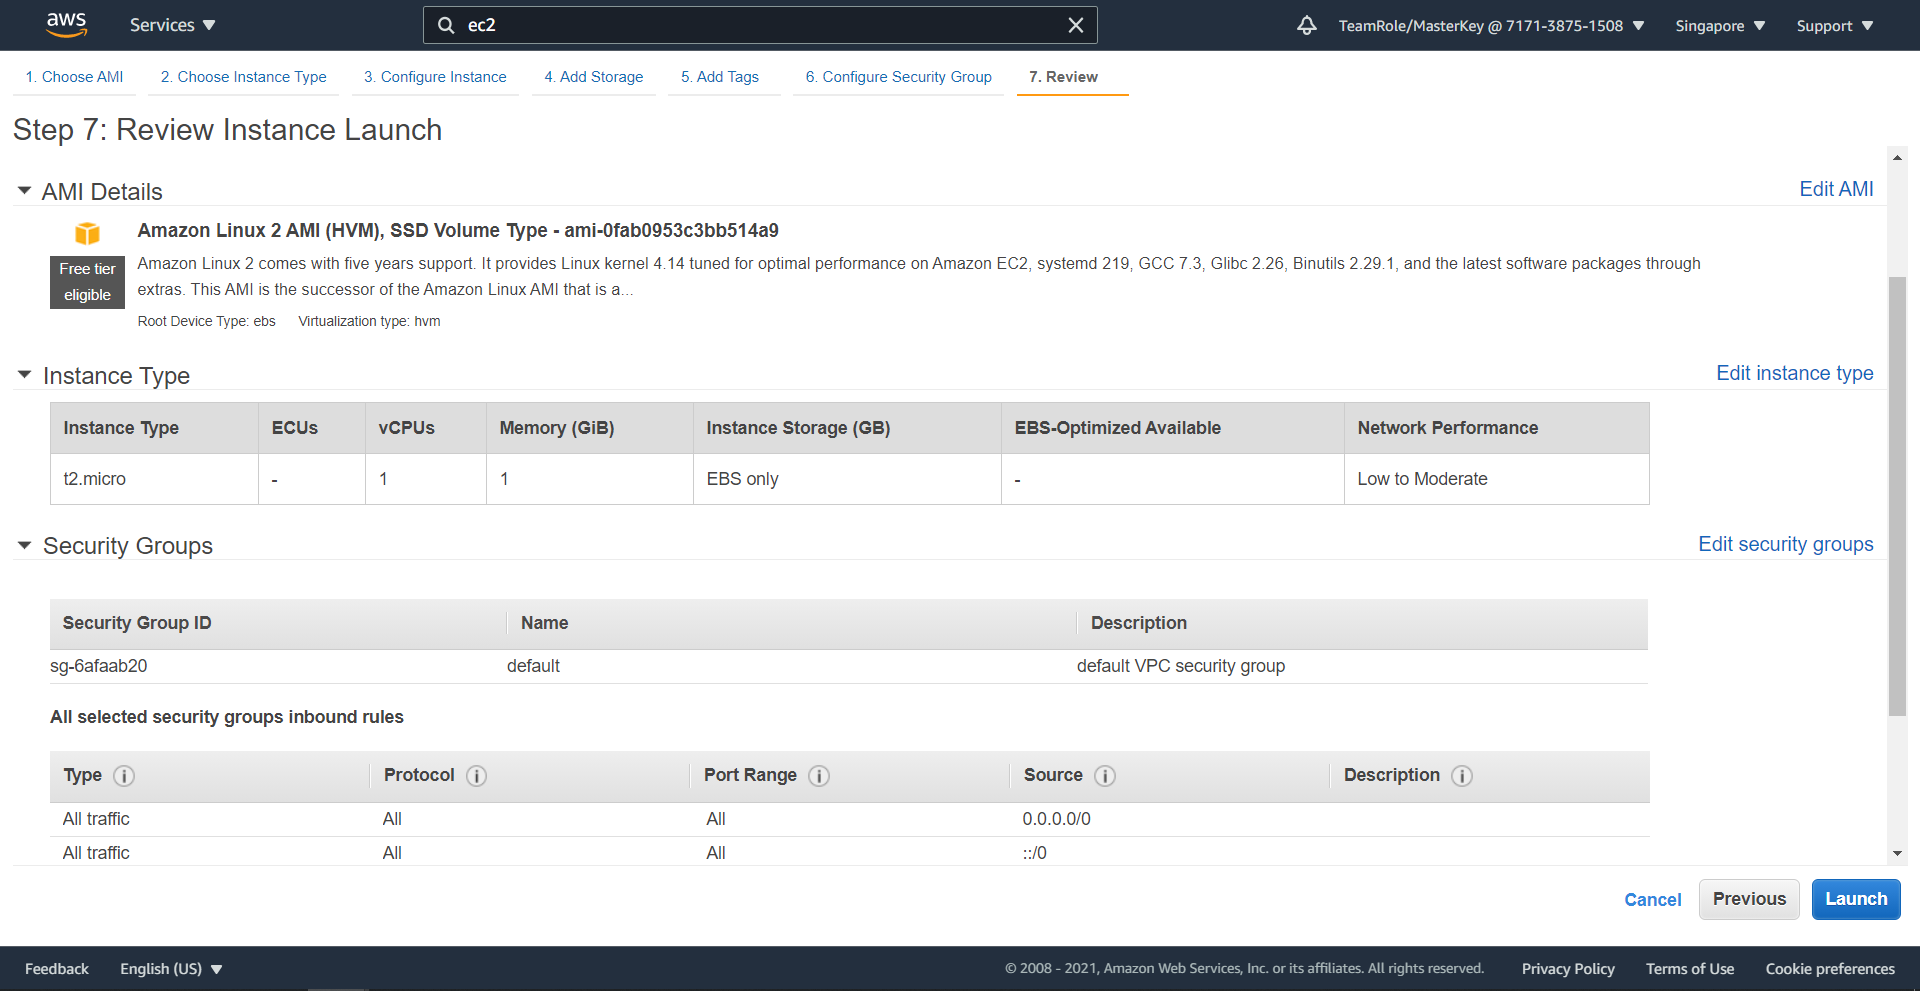 aws Services ec2 TeamRole/MasterKey @ 7171-3875-1508 Singapore Support
1. Choose AMI 2. Choose Instance Type 3. Configure Instance 4. Add Storage 5. Add Tags 6. Configure Security Group 7. Review
Step 7: Review Instance Launch
AMI Details Edit AMI
Amazon Linux 2 AMI (HVM), SSD Volume Type - ami-0fab0953c3bb514a9
Free tier eligible
Amazon Linux 2 comes with five years support. It provides Linux kernel 4.14 tuned for optimal performance on Amazon EC2, systemd 219, GCC 7.3, Glibc 2.26, Binutils 2.29.1, and the latest software packages through
extras. This AMI is the successor of the Amazon Linux AMI that is a...
Root Device Type: ebs Virtualization type: hvm
Instance Type Edit instance type
Instance Type ECUs vCPUs Memory (GiB) Instance Storage (GB) EBS-Optimized Available Network Performance
t2.micro - 1 1 EBS only - Low to Moderate
Security Groups Edit security groups
Security Group ID Name Description
sg-6afaab20 default default VPC security group
All selected security groups inbound rules
Type Protocol Port Range Source Description
All traffic All All 0.0.0.0/0
All traffic All All ::/0
Cancel Previous Launch
Feedback English (US) © 2008 - 2021, Amazon Web Services, Inc. or its affiliates. All rights reserved. Privacy Policy Terms of Use Cookie preferences